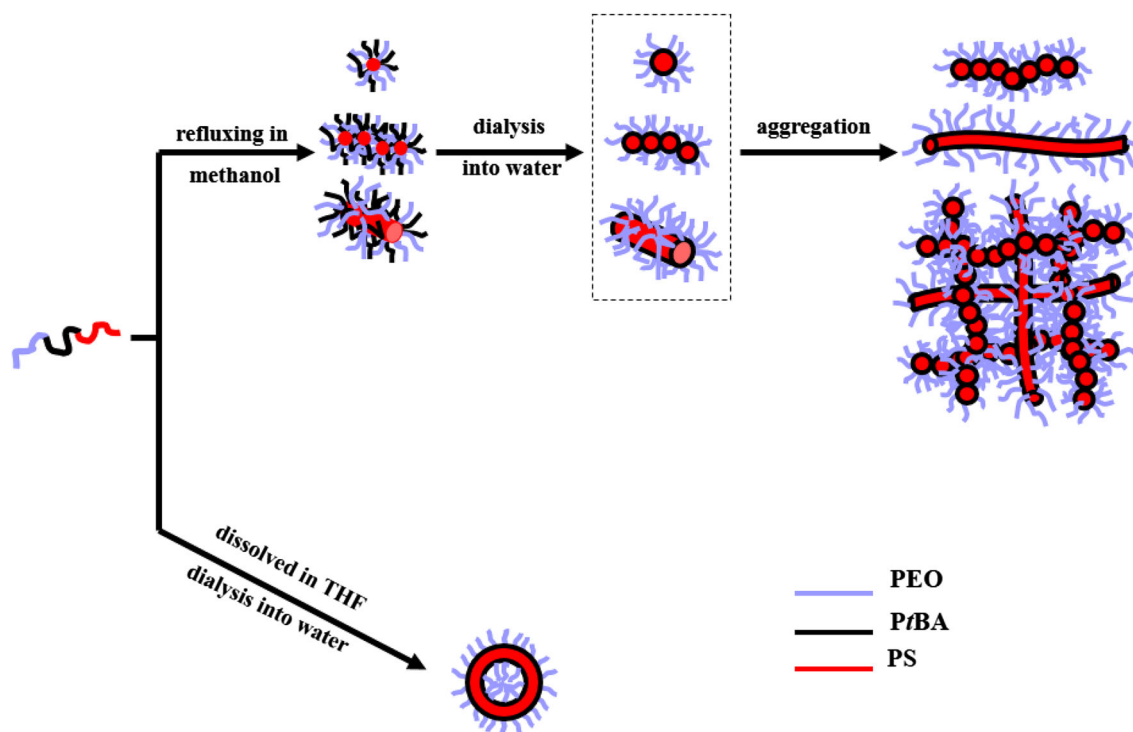 refluxing in
methanol
dialysis
into water
aggregation
dissolved in THF
dialysis into water
PEO
PtBA
PS